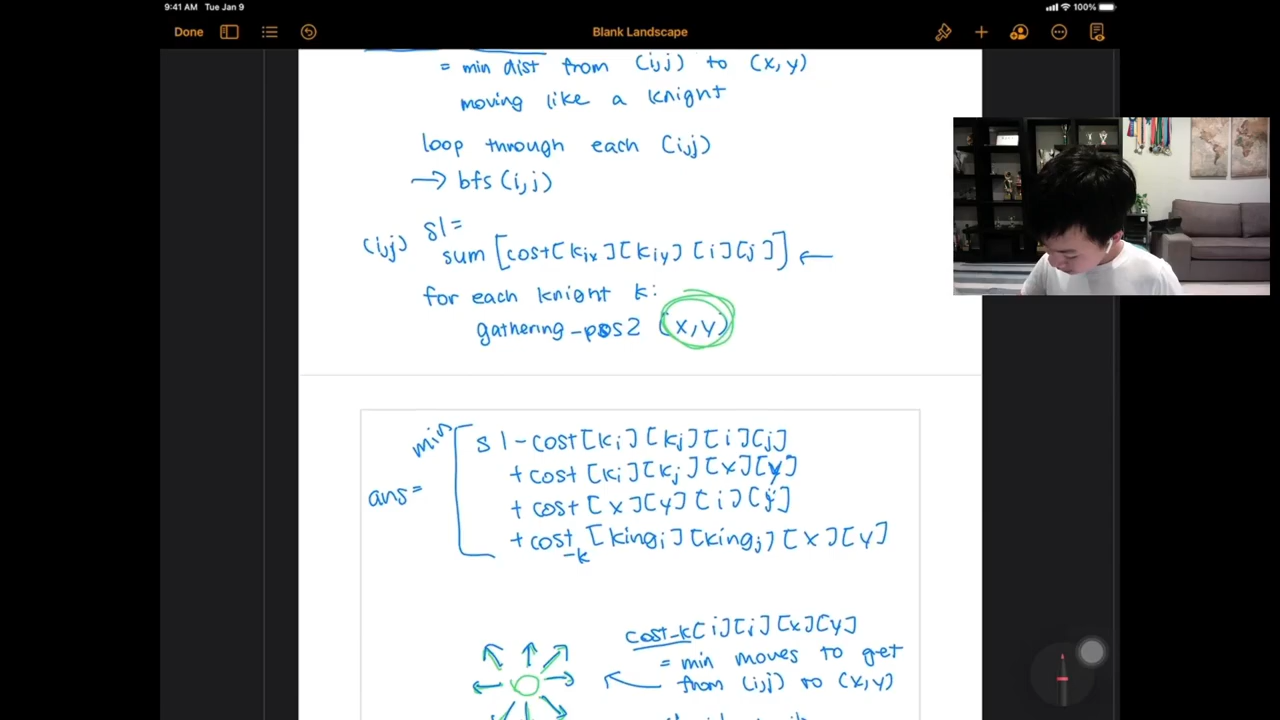 9:41 AM Tue Jan 9
100%
Done
Blank Landscape
= min dist from (i,j) to (x,y)
moving like a knight
loop through each (i,j)
→ bfs(i,j)
(i,j) s1=
sum [cost[kix][kiy][i][j]] ←
for each knight k:
gathering-pos2 (x,y)
ans= min [ s1-cost[ki][kj][i][j]
+cost[ki][kj][x][y]
+cost[x][y][i][j]
+cost_k[kingi][kingj][x][y]
cost_k[i][j][x][y]
= min moves to get
from (i,j) to (x,y)